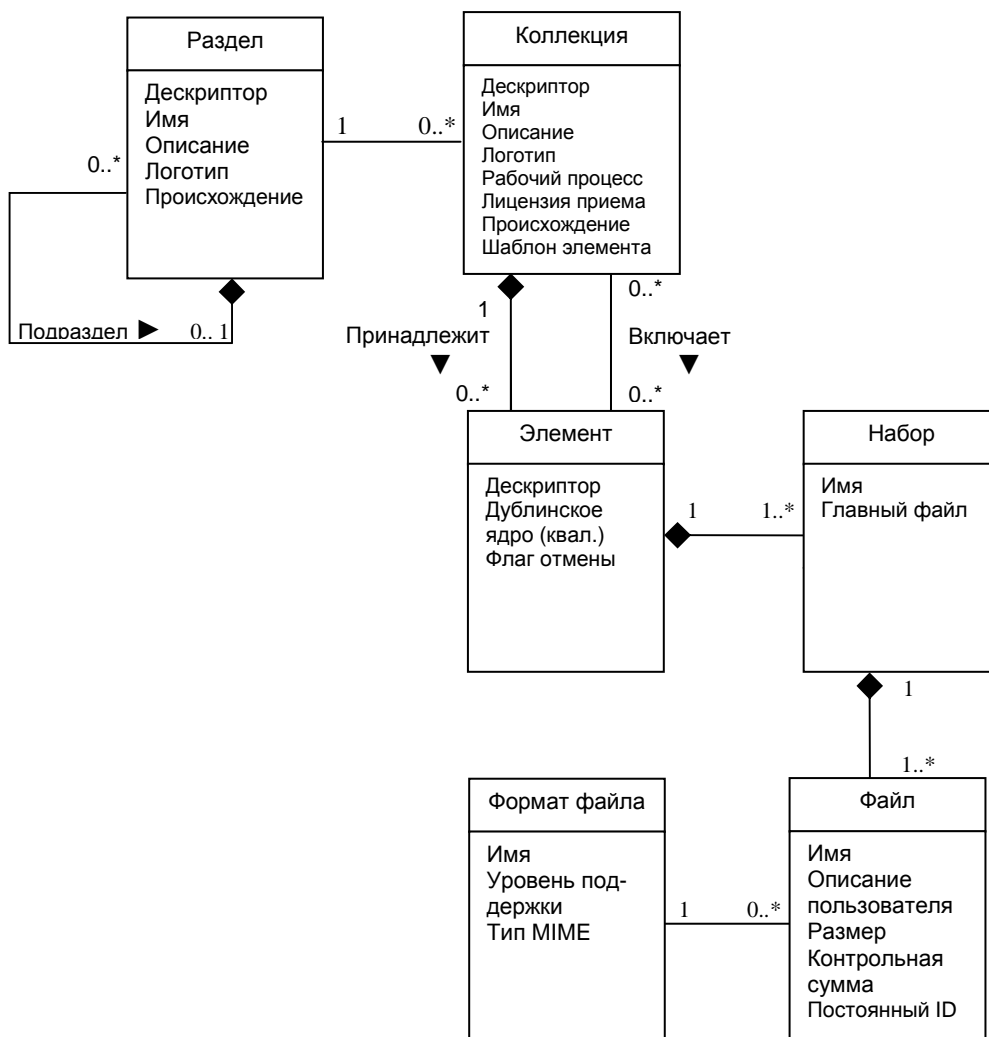 Раздел
Дескриптор
Имя
Описание
Логотип
Происхождение
1
0..*
0..*
Подраздел ►
0.. 1
Коллекция
Дескриптор
Имя
Описание
Логотип
Рабочий процесс
Лицензия приема
Происхождение
Шаблон элемента
1
Принадлежит
▼
0..*
0..*
Включает
▼
0..*
Элемент
Дескриптор
Дублинское
ядро (квал.)
Флаг отмены
1
1..*
Набор
Имя
Главный файл
1
1..*
Формат файла
Имя
Уровень под-
держки
Тип MIME
1
0..*
Файл
Имя
Описание
пользователя
Размер
Контрольная
сумма
Постоянный ID